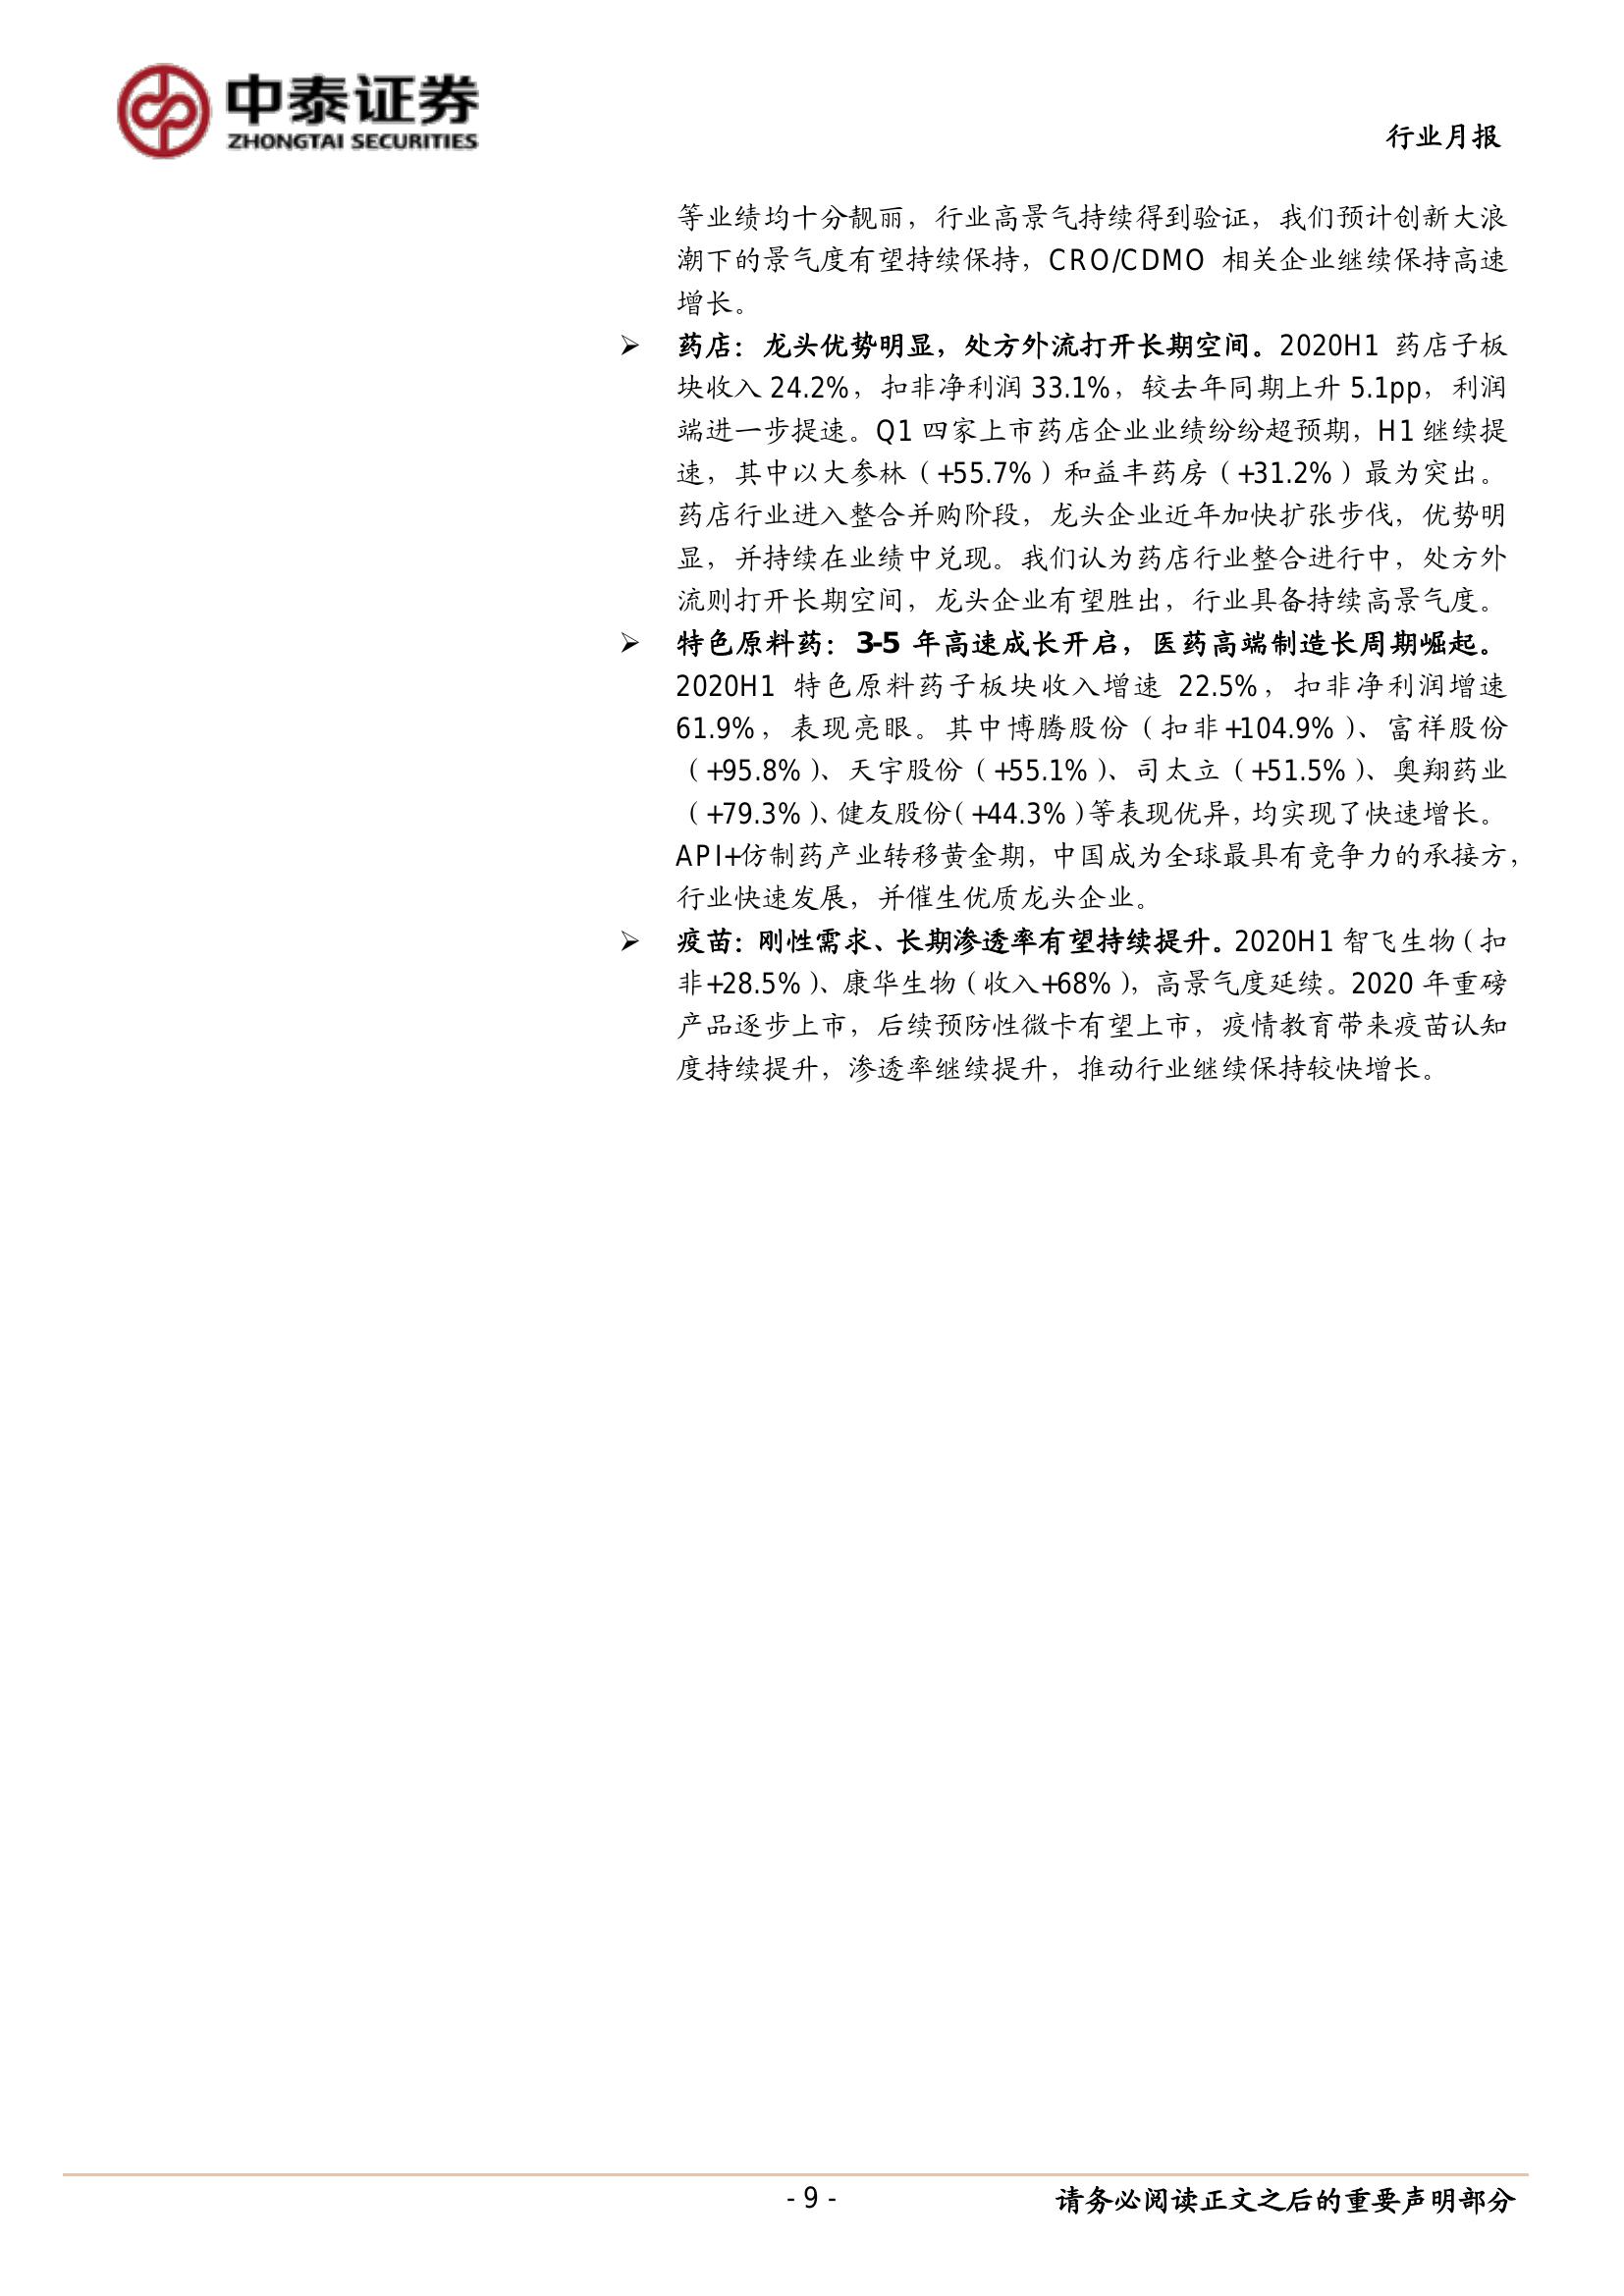 中泰证券
ZHONGTAI SECURITIES
行业月报
等业绩均十分靓丽，行业高景气持续得到验证，我们预计创新大浪
潮下的景气度有望持续保持，CRO/CDMO 相关企业继续保持高速
增长。
➢ 药店：龙头优势明显，处方外流打开长期空间。2020H1 药店子板
块收入 24.2%，扣非净利润 33.1%，较去年同期上升 5.1pp，利润
端进一步提速。Q1 四家上市药店企业业绩纷纷超预期，H1 继续提
速，其中以大参林（+55.7%）和益丰药房（+31.2%）最为突出。
药店行业进入整合并购阶段，龙头企业近年加快扩张步伐，优势明
显，并持续在业绩中兑现。我们认为药店行业整合进行中，处方外
流则打开长期空间，龙头企业有望胜出，行业具备持续高景气度。
➢ 特色原料药：3-5 年高速成长开启，医药高端制造长周期崛起。
2020H1 特色原料药子板块收入增速 22.5%，扣非净利润增速
61.9%，表现亮眼。其中博腾股份（扣非+104.9%）、富祥股份
（+95.8%）、天宇股份（+55.1%）、司太立（+51.5%）、奥翔药业
（+79.3%）、健友股份（+44.3%）等表现优异，均实现了快速增长。
API+仿制药产业转移黄金期，中国成为全球最具有竞争力的承接方，
行业快速发展，并催生优质龙头企业。
➢ 疫苗：刚性需求、长期渗透率有望持续提升。2020H1 智飞生物（扣
非+28.5%）、康华生物（收入+68%），高景气度延续。2020 年重磅
产品逐步上市，后续预防性微卡有望上市，疫情教育带来疫苗认知
度持续提升，渗透率继续提升，推动行业继续保持较快增长。
- 9 -
请务必阅读正文之后的重要声明部分